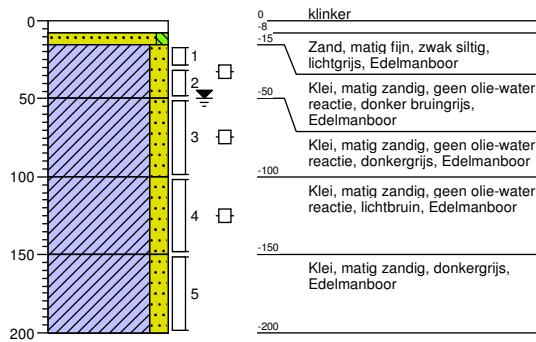 0
50
100
150
200
1
2
3
4
5
0
klinker
-8
-15
Zand, matig fijn, zwak siltig,
lichtgrijs, Edelmanboor
Klei, matig zandig, geen olie-water
-50
reactie, donker bruingrijs,
Edelmanboor
Klei, matig zandig, geen olie-water
reactie, donkergrijs, Edelmanboor
-100
Klei, matig zandig, geen olie-water
reactie, lichtbruin, Edelmanboor
-150
Klei, matig zandig, donkergrijs,
Edelmanboor
-200